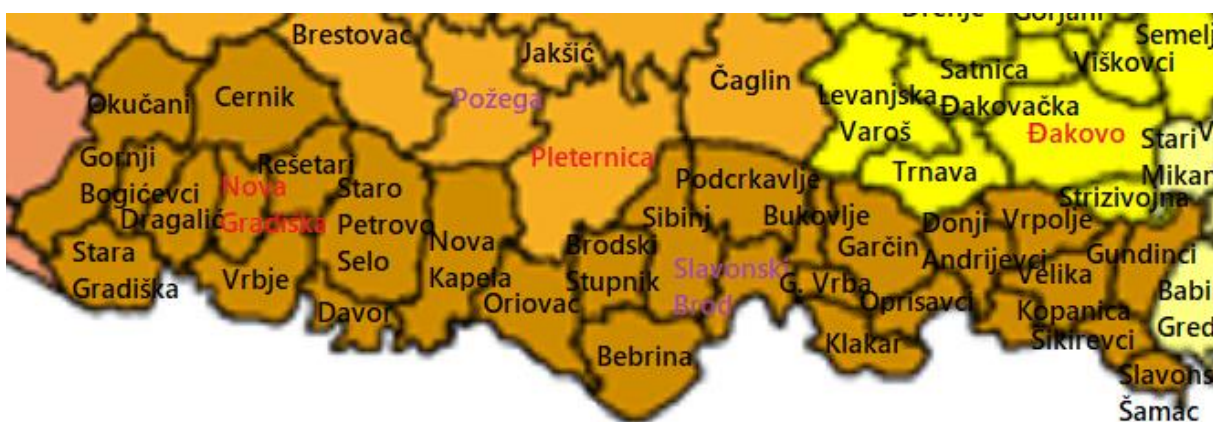 Gorjani
Semelj
Brestovac
Jakšić
Viškovci
Satnica
Čaglin
Okučani
Cernik
Požega
Levanjska
Đakovačka
Varoš
Đakovo
Stari
Gornji
Rešetari
Pleternica
Trnava
Mikan
Bogićevci
Nova
Staro
Podcrkavlje
Strizivojna
Dragalić
Gradiška
Petrovo
Sibinj
Bukovlje
Donji
Vrpolje
Stara
Selo
Nova
Brodski
Garčin
Andrijevci
Gundinci
Gradiška
Vrbje
Kapela
Stupnik
Slavonski
G. Vrba
Velika
Babi
Davor
Oriovac
Brod
Oprisavci
Kopanica
Gred
Bebrina
Klakar
Sikirevci
Slavons
Šamac